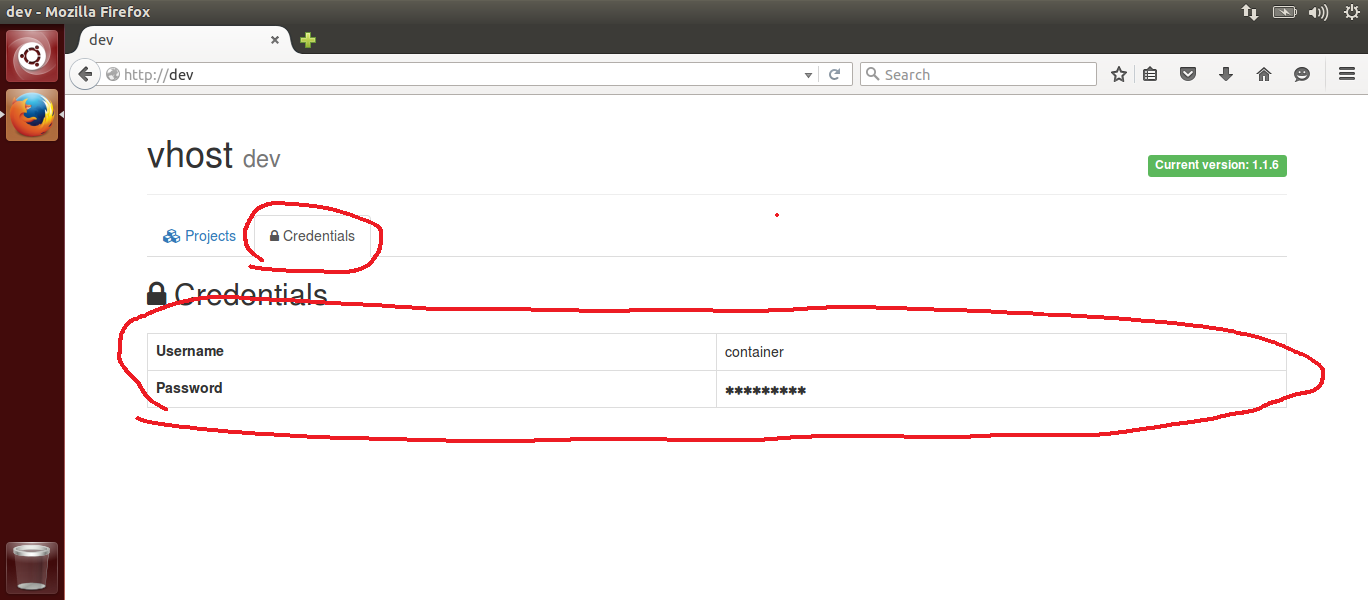 dev - Mozilla Firefox
dev
http://dev
Search
vhost dev
Current version: 1.1.6
Projects
Credentials
Credentials
Username container
Password *********